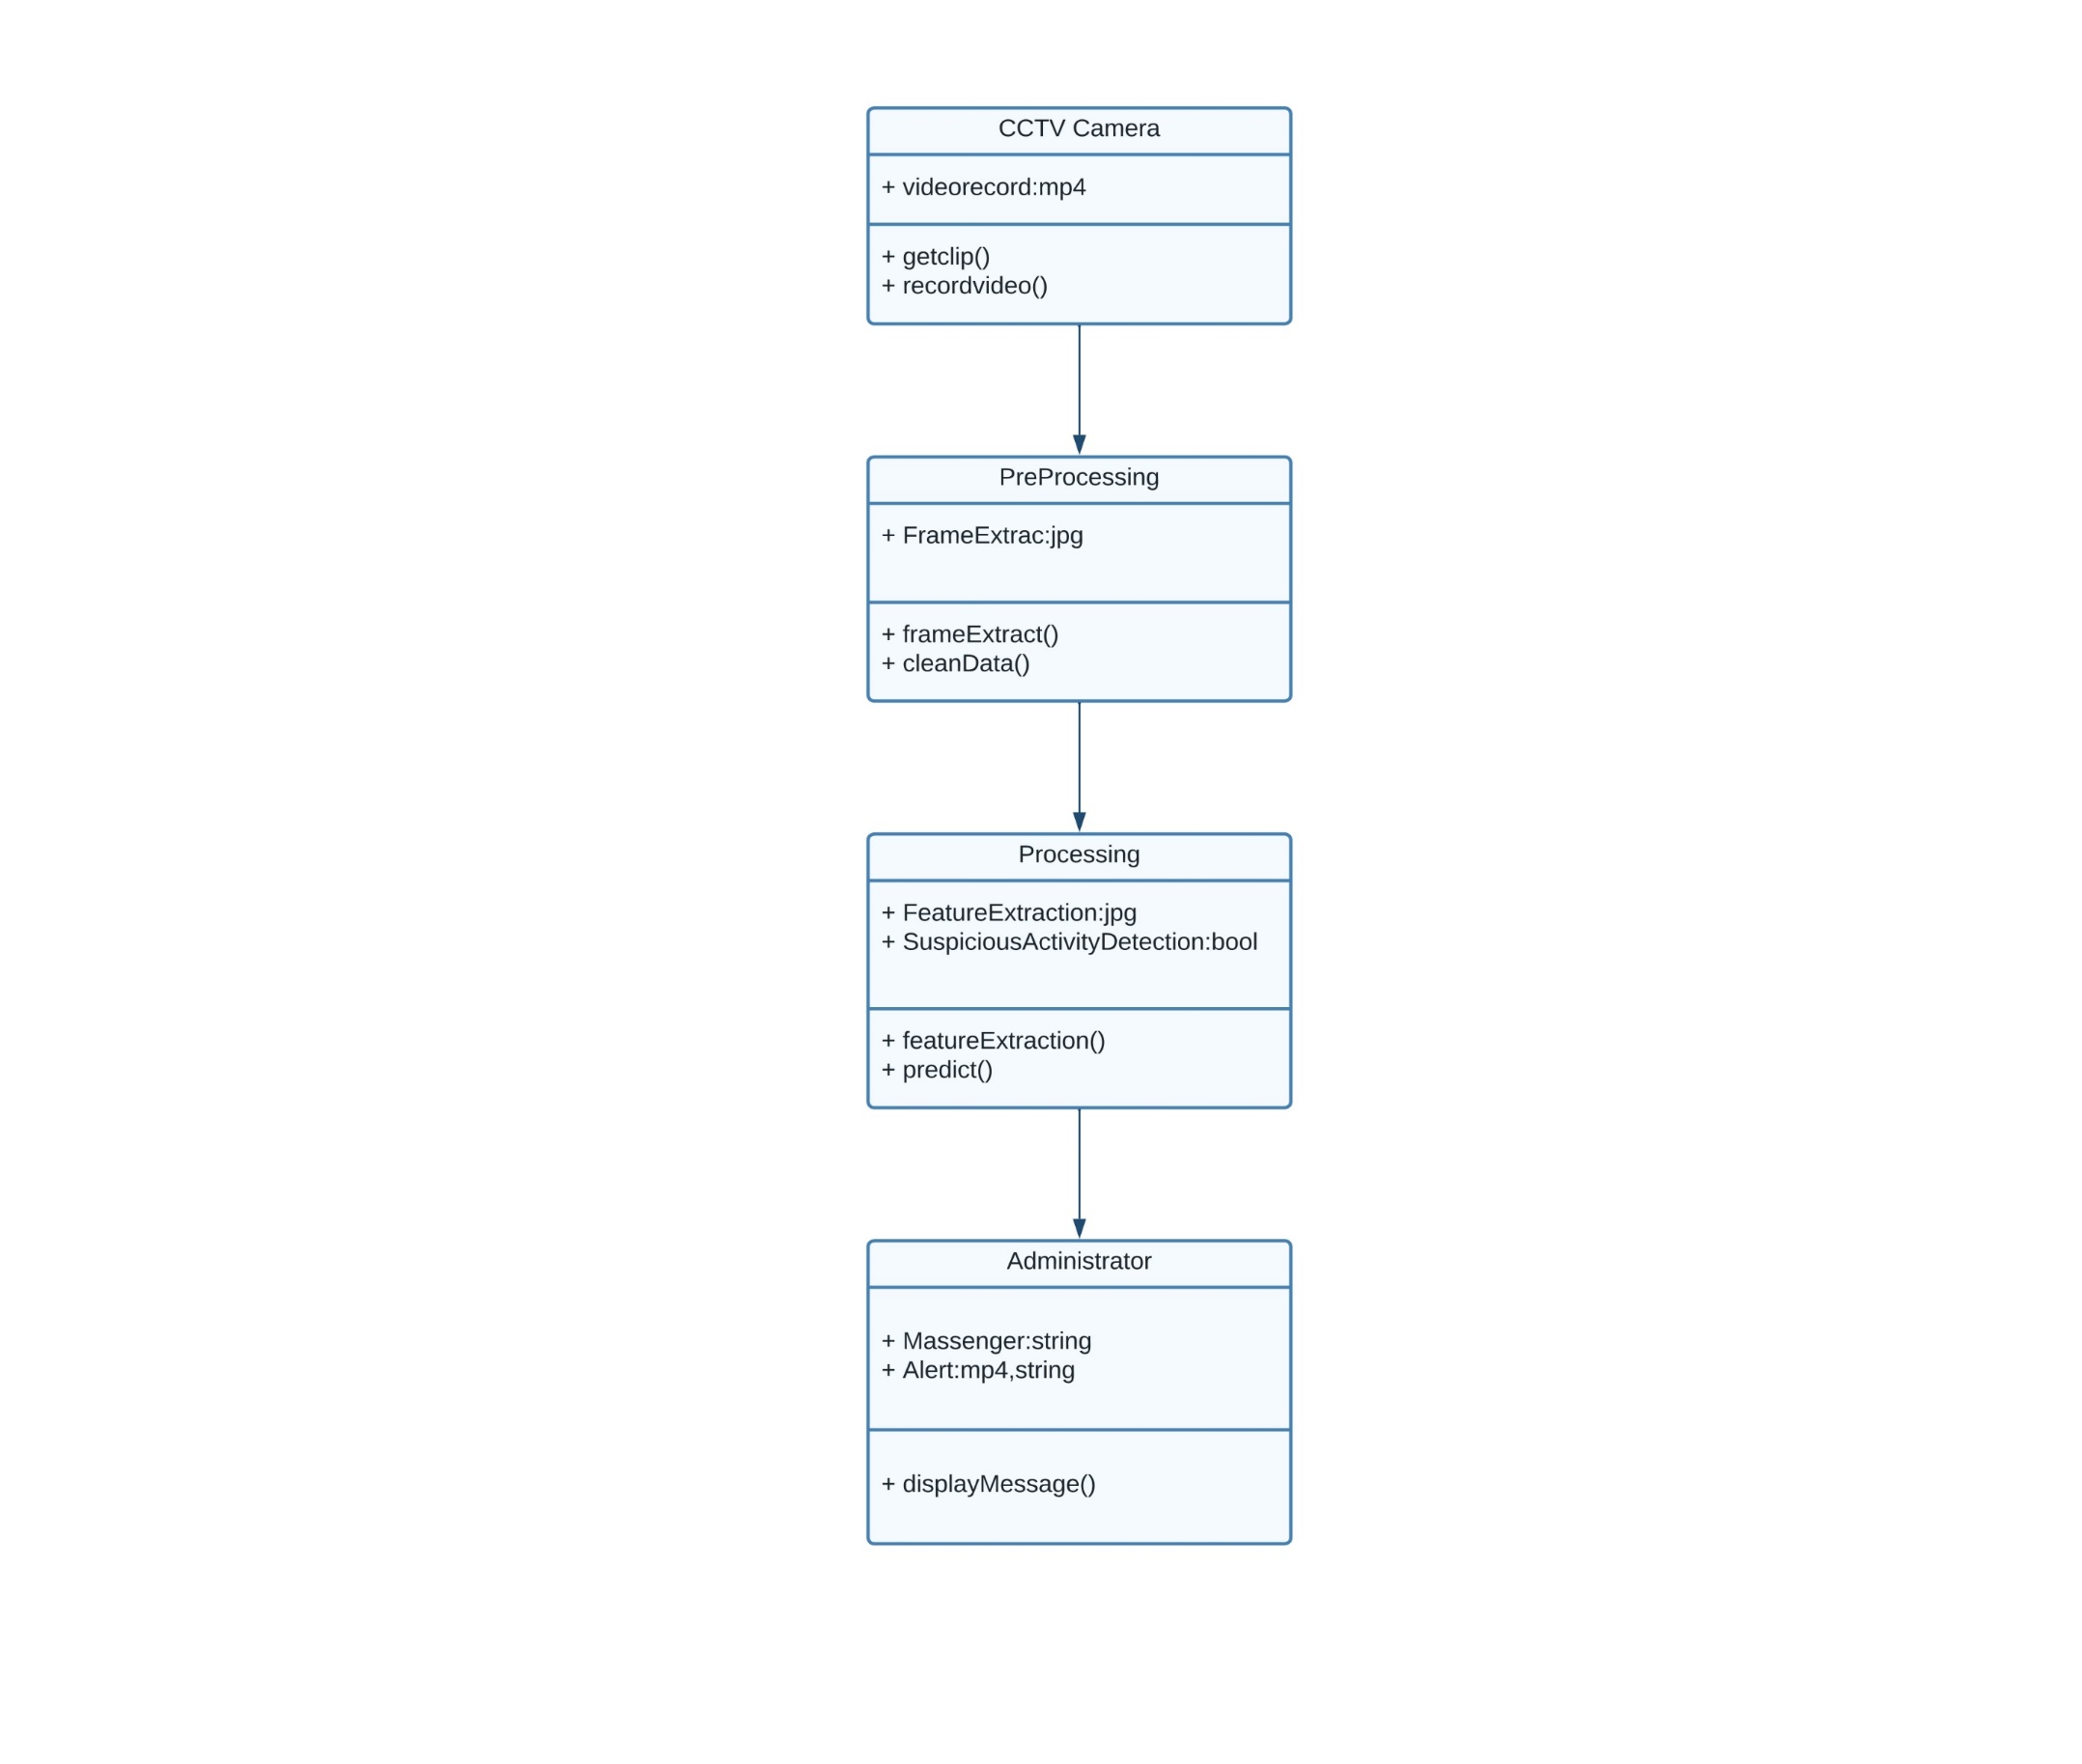 CCTV Camera
+ videorecord:mp4
+ getclip()
+ recordvideo()
PreProcessing
+ FrameExtrac:jpg
+ frameExtract()
+ cleanData()
Processing
+ FeatureExtraction:jpg
+ SuspiciousActivityDetection:bool
+ featureExtraction()
+ predict()
Administrator
+ Massenger:string
+ Alert:mp4,string
+ displayMessage()